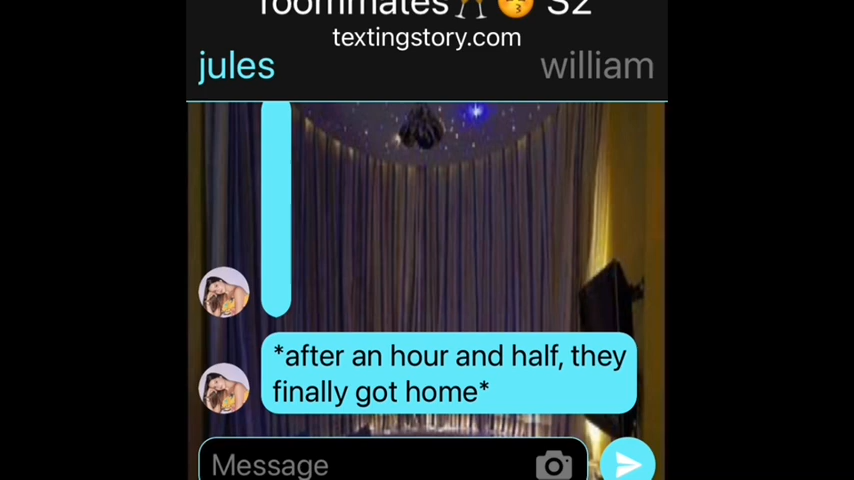 roommates🥂😚 S2
textingstory.com
jules
william
*after an hour and half, they
finally got home*
Message